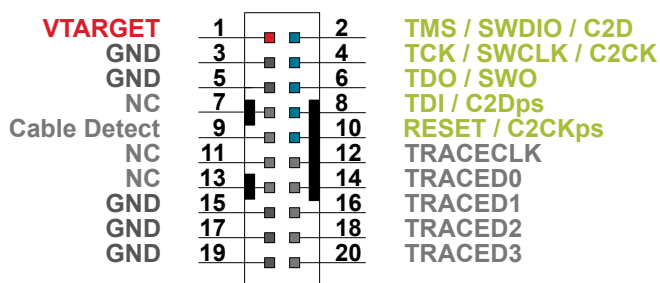 VTARGET 1 2 TMS / SWDIO / C2D
GND 3 4 TCK / SWCLK / C2CK
GND 5 6 TDO / SWO
NC 7 8 TDI / C2Dps
Cable Detect 9 10 RESET / C2CKps
NC 11 12 TRACECLK
NC 13 14 TRACED0
GND 15 16 TRACED1
GND 17 18 TRACED2
GND 19 20 TRACED3